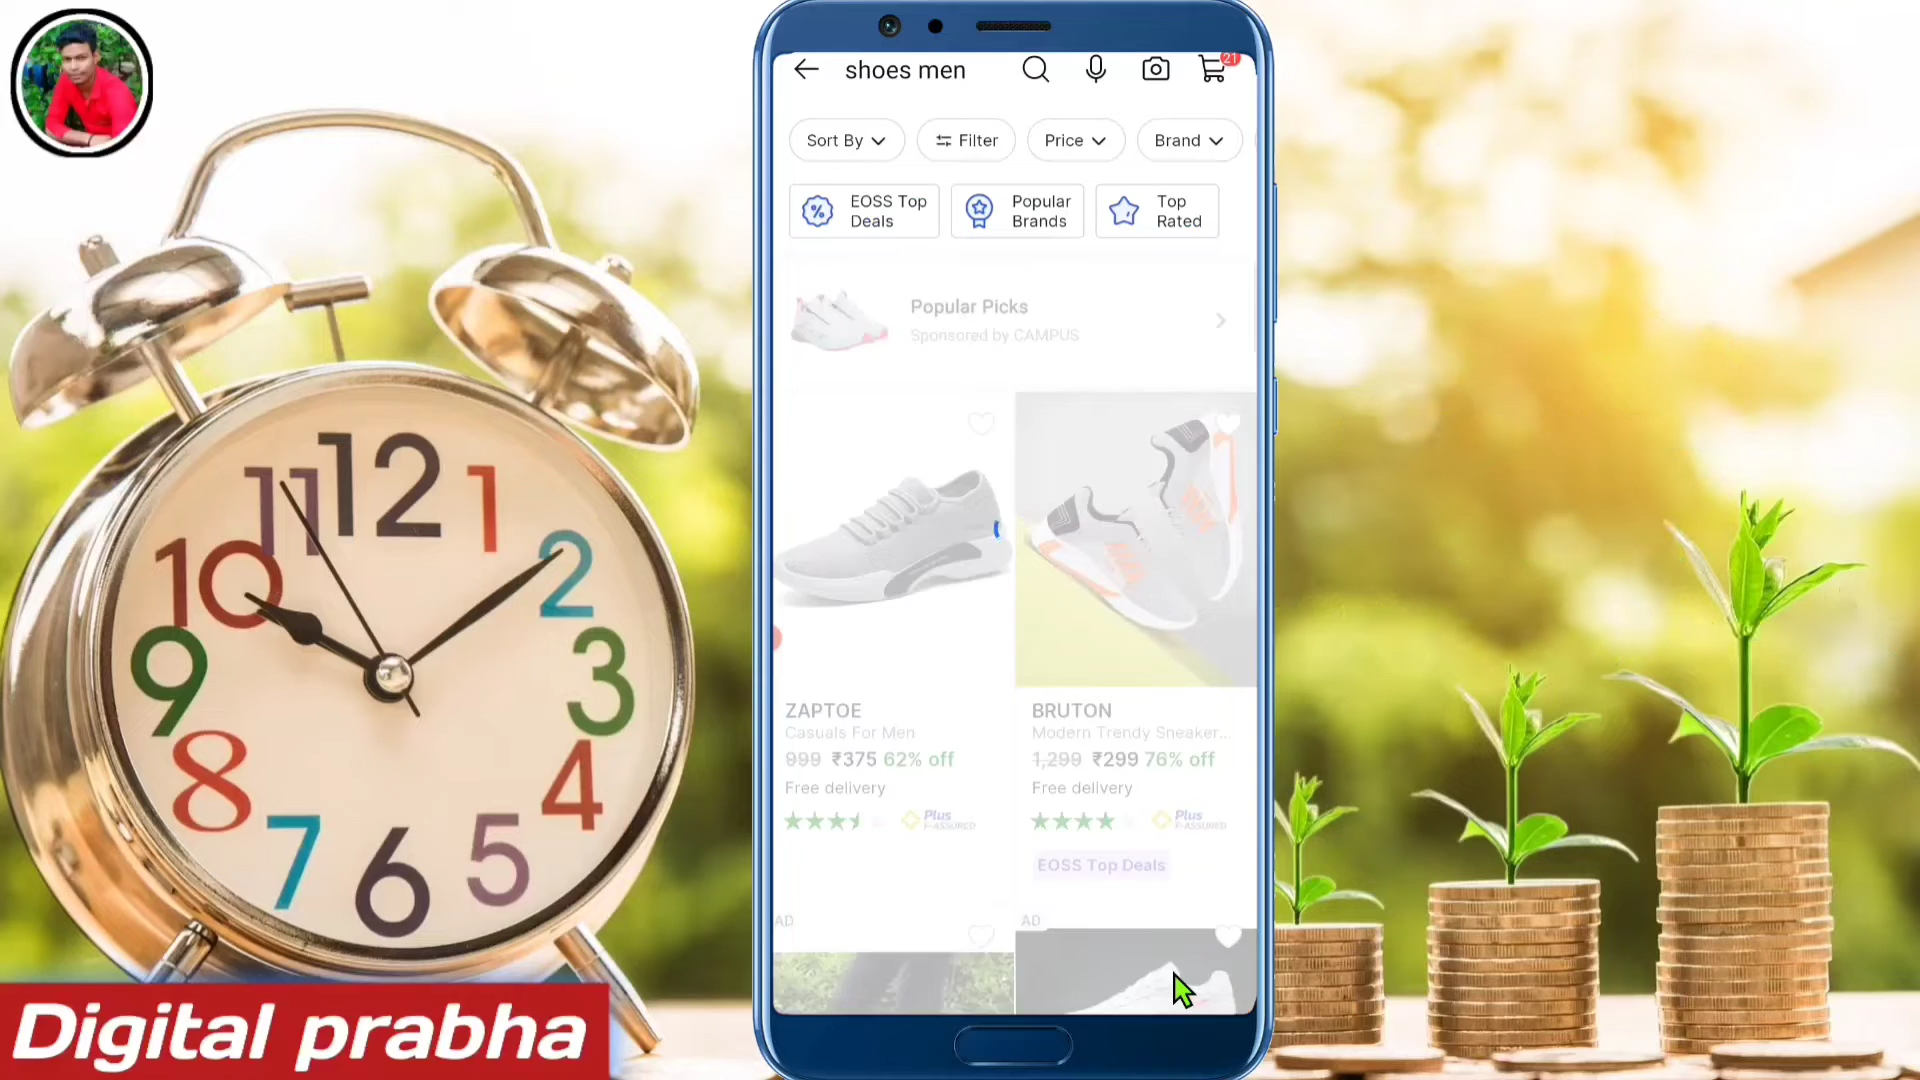 shoes men
21
Sort By
Filter
Price
Brand
EOSS Top
Deals
Popular
Brands
Top
Rated
Popular Picks
Sponsored by CAMPUS
ZAPTOE
Casuals For Men
999 ₹375 62% off
Free delivery
Plus
F-ASSURED
BRUTON
Modern Trendy Sneaker...
1,299 ₹299 76% off
Free delivery
Plus
F-ASSURED
EOSS Top Deals
AD
AD
12
1
2
3
4
5
6
7
8
9
10
11
Digital prabha